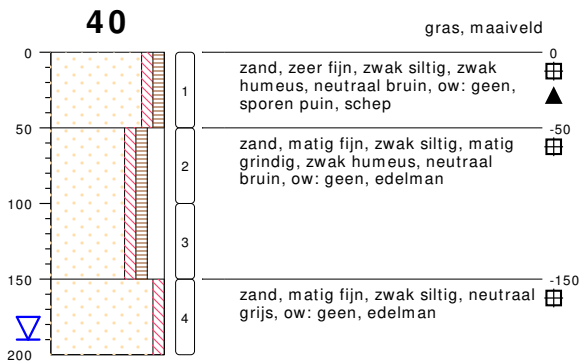 40
gras, maaiveld
0
0
zand, zeer fijn, zwak siltig, zwak
humeus, neutraal bruin, ow: geen,
sporen puin, schep
1
50
-50
zand, matig fijn, zwak siltig, matig
grindig, zwak humeus, neutraal
bruin, ow: geen, edelman
2
100
3
150
-150
zand, matig fijn, zwak siltig, neutraal
grijs, ow: geen, edelman
4
200